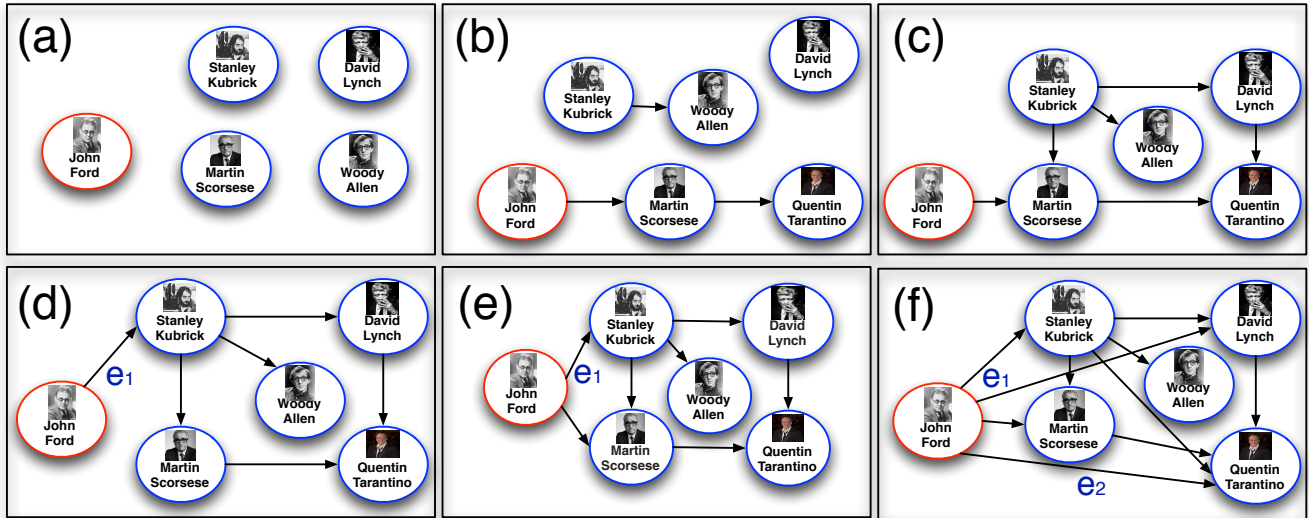 (a)
Stanley
Kubrick
David
Lynch
John
Ford
Martin
Scorsese
Woody
Allen
(b)
David
Lynch
Stanley
Kubrick
Woody
Allen
John
Ford
Martin
Scorsese
Quentin
Tarantino
(c)
Stanley
Kubrick
David
Lynch
Woody
Allen
John
Ford
Martin
Scorsese
Quentin
Tarantino
(d)
Stanley
Kubrick
David
Lynch
e1
Woody
Allen
John
Ford
Martin
Scorsese
Quentin
Tarantino
(e)
Stanley
Kubrick
David
Lynch
e1
John
Ford
Woody
Allen
Martin
Scorsese
Quentin
Tarantino
(f)
Stanley
Kubrick
David
Lynch
e1
Woody
Allen
John
Ford
Martin
Scorsese
Quentin
Tarantino
e2